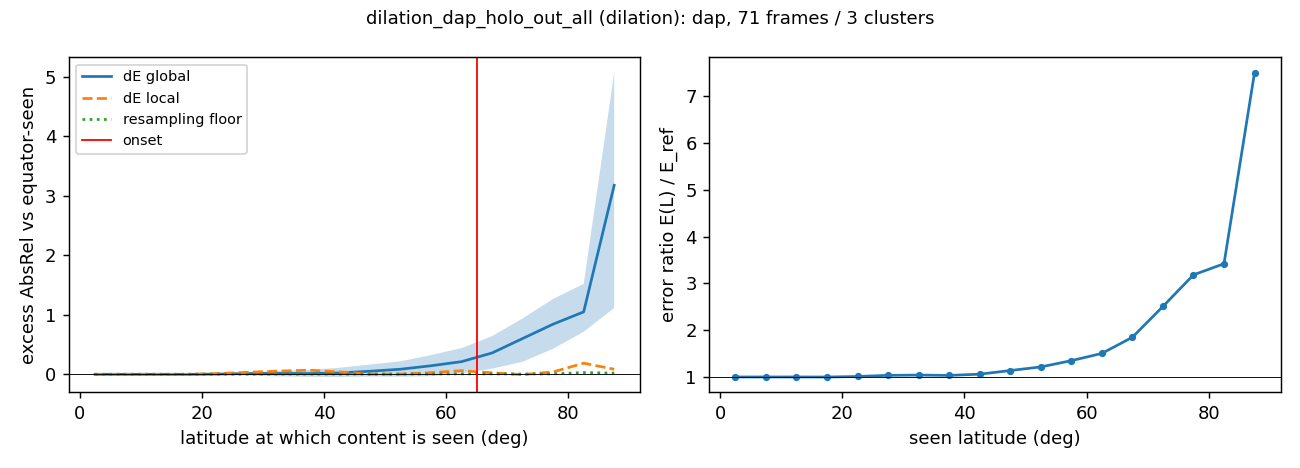 dilation_dap_holo_out_all (dilation): dap, 71 frames / 3 clusters
excess AbsRel vs equator-seen
5
4
3
2
1
0
dE global
dE local
resampling floor
onset
0 20 40 60 80
latitude at which content is seen (deg)
error ratio E(L) / E_ref
7
6
5
4
3
2
1
0 20 40 60 80
seen latitude (deg)